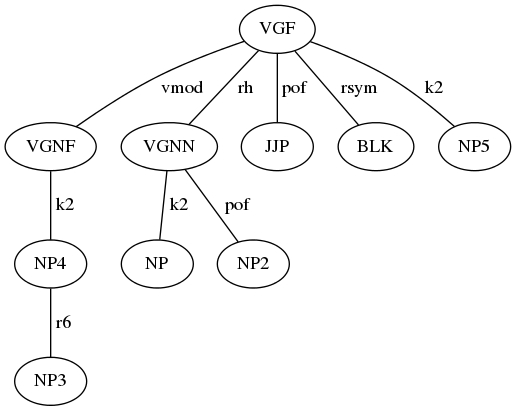 VGF
vmod rh pof rsym k2
VGNF VGNN JJP BLK NP5
k2 k2 pof
NP4 NP NP2
r6
NP3